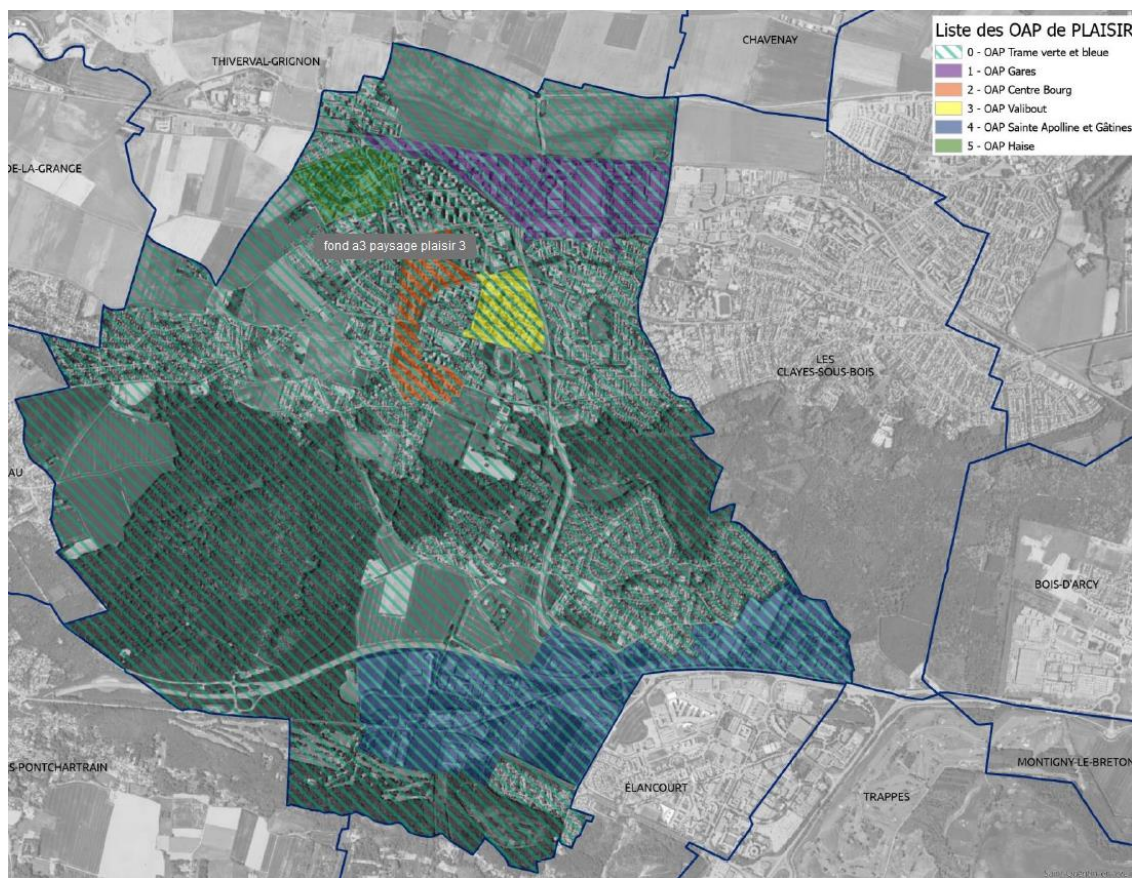 Liste des OAP de PLAISIR
0 - OAP Trame verte et bleue
1 - OAP Gares
2 - OAP Centre Bourg
3 - OAP Valibout
4 - OAP Sainte Apolline et Gâtines
5 - OAP Haise
CHAVENAY
THIVERVAL-GRIGNON
DE-LA-GRANGE
fond a3 paysage plaisir 3
LES
CLAYES-SOUS-BOIS
AU
BOIS-D'ARCY
S-PONTCHARTRAIN
ÉLANCOURT
TRAPPES
MONTIGNY-LE-BRETON